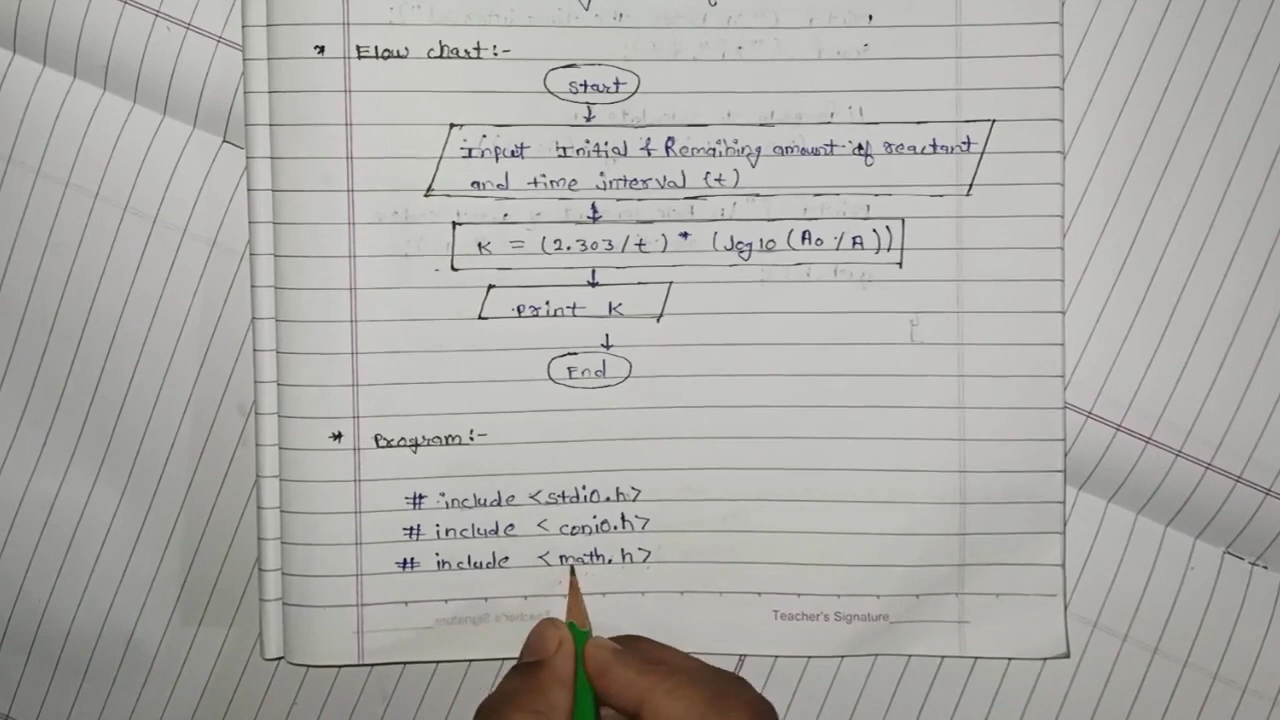 * Flow chart:-
Start
Input Initial & Remaining amount of reactant
and time interval (t)
K = (2.303/t) * (log10 (A0/A))
print K
End
* Program:-
# include <stdio.h>
# include <conio.h>
# include <math.h>
Teacher's Signature